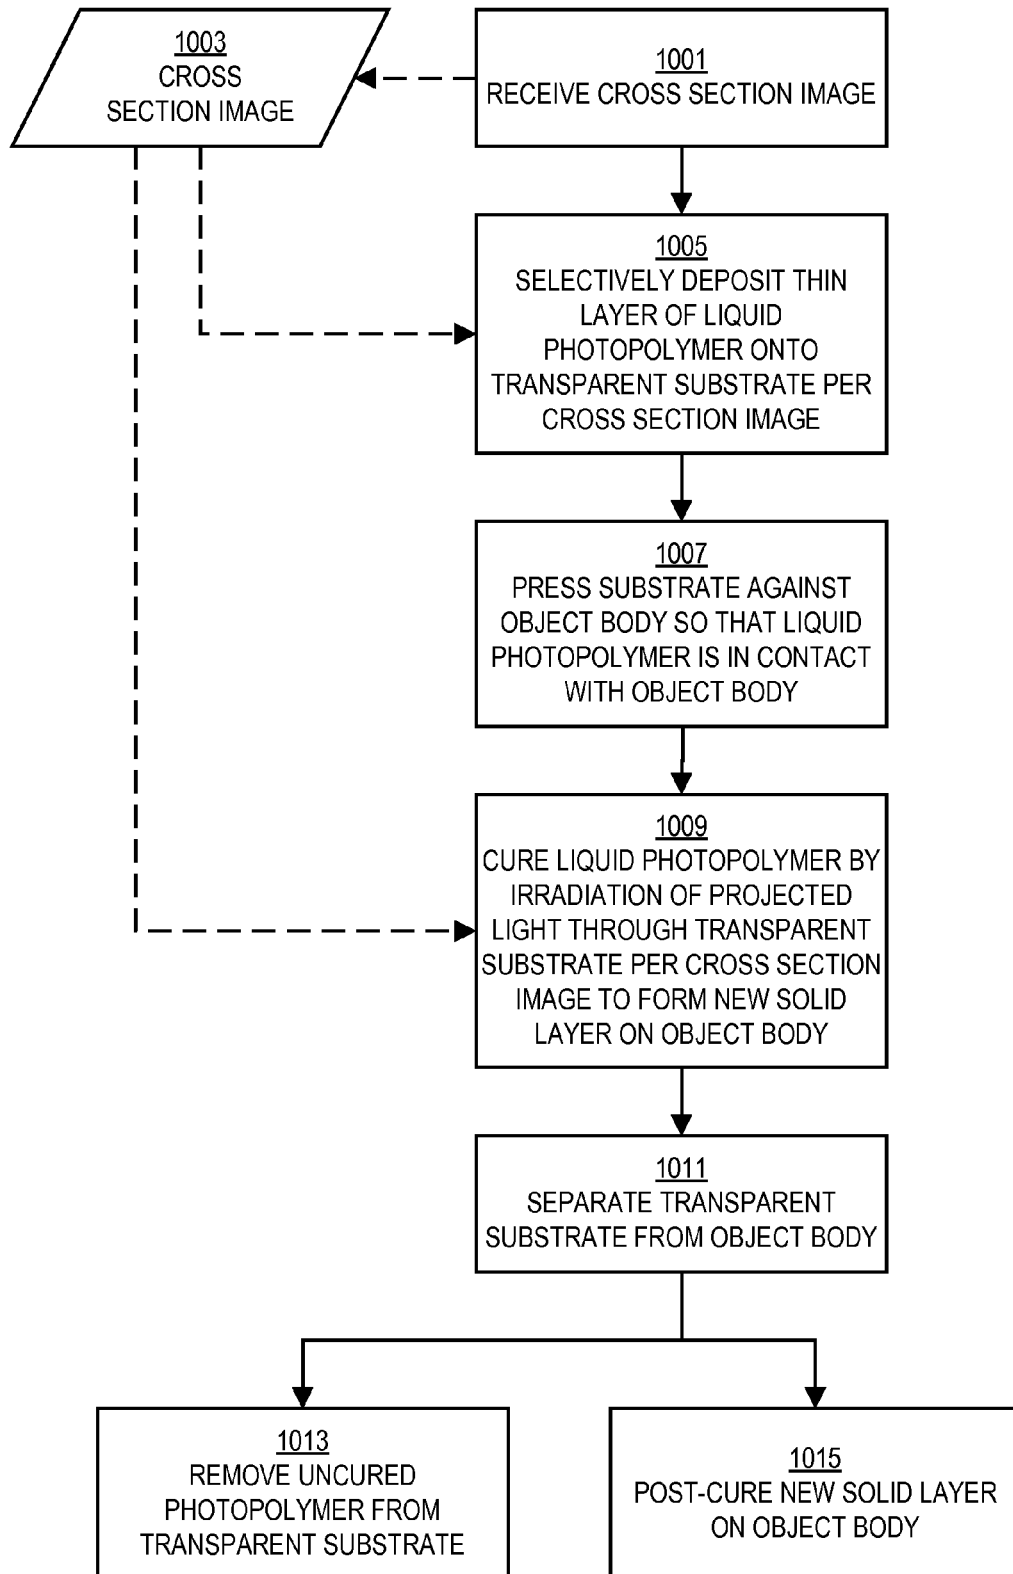 1003
CROSS
SECTION IMAGE
1001
RECEIVE CROSS SECTION IMAGE
1005
SELECTIVELY DEPOSIT THIN
LAYER OF LIQUID
PHOTOPOLYMER ONTO
TRANSPARENT SUBSTRATE PER
CROSS SECTION IMAGE
1007
PRESS SUBSTRATE AGAINST
OBJECT BODY SO THAT LIQUID
PHOTOPOLYMER IS IN CONTACT
WITH OBJECT BODY
1009
CURE LIQUID PHOTOPOLYMER BY
IRRADIATION OF PROJECTED
LIGHT THROUGH TRANSPARENT
SUBSTRATE PER CROSS SECTION
IMAGE TO FORM NEW SOLID
LAYER ON OBJECT BODY
1011
SEPARATE TRANSPARENT
SUBSTRATE FROM OBJECT BODY
1013
REMOVE UNCURED
PHOTOPOLYMER FROM
TRANSPARENT SUBSTRATE
1015
POST-CURE NEW SOLID LAYER
ON OBJECT BODY